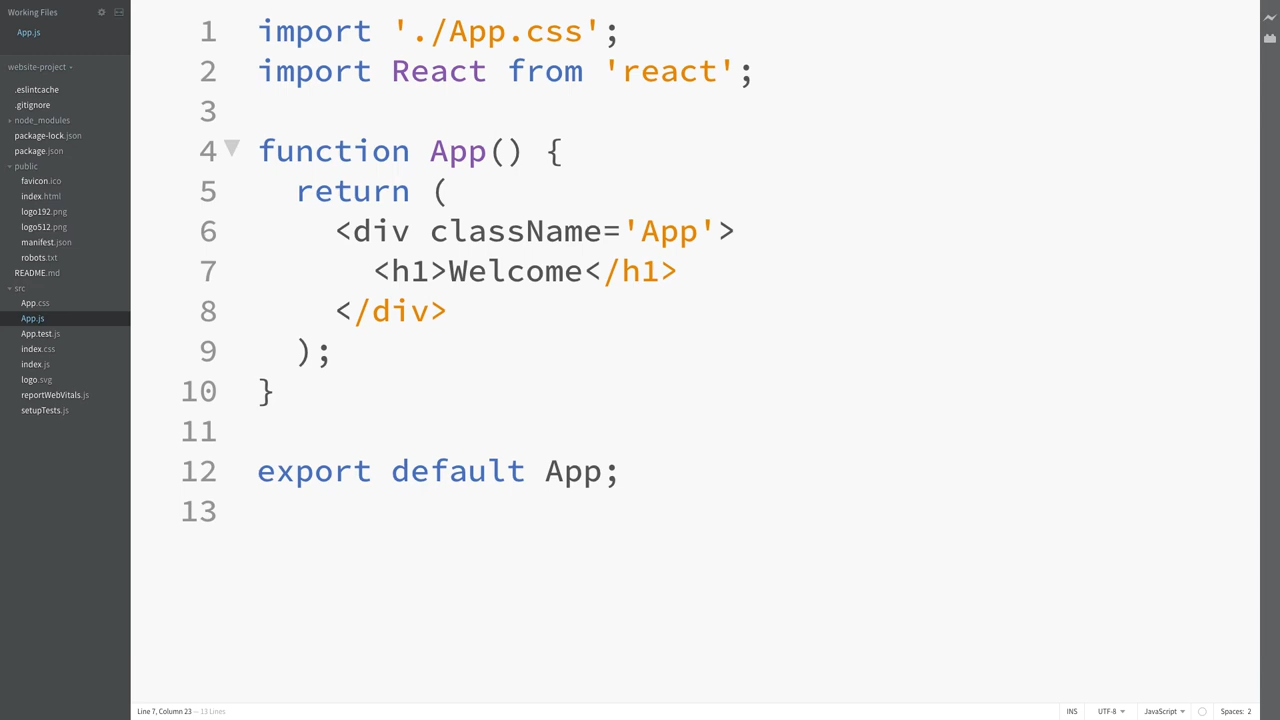 Working Files
App.js
website-project
.eslintcache
.gitignore
node_modules
package-lock.json
package.json
public
favicon.ico
index.html
logo192.png
logo512.png
manifest.json
robots.txt
README.md
src
App.css
App.js
App.test.js
index.css
index.js
logo.svg
reportWebVitals.js
setupTests.js
1 import './App.css';
2 import React from 'react';
3
4 function App() {
5 return (
6 <div className='App'>
7 <h1>Welcome</h1>
8 </div>
9 );
10 }
11
12 export default App;
13
Line 7, Column 23 — 13 Lines
INS UTF-8 JavaScript Spaces: 2